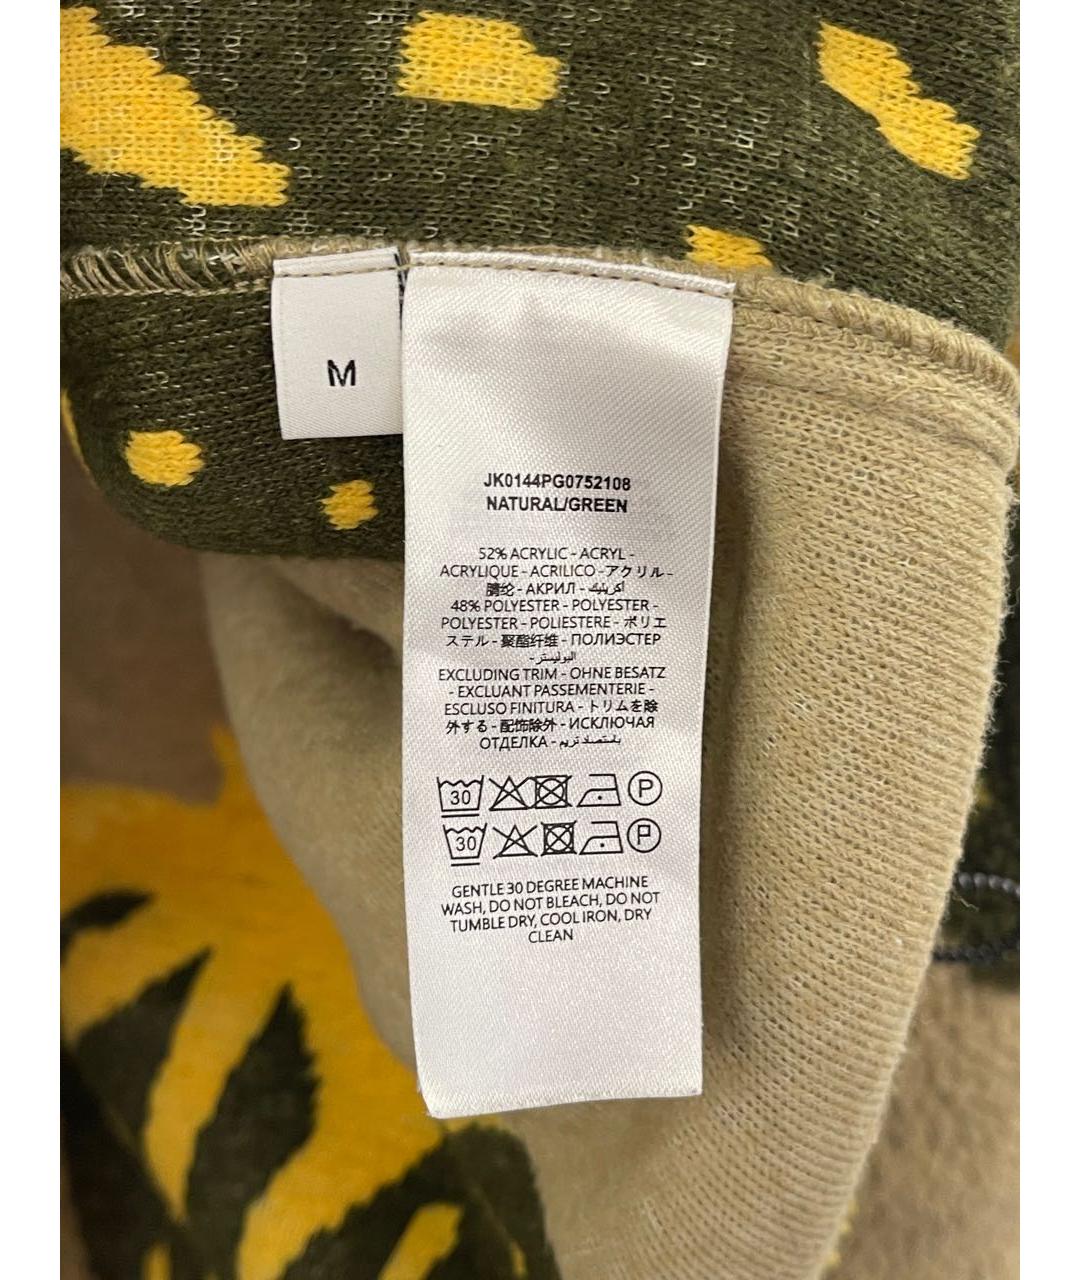 M
JK0144PG0752108
NATURAL/GREEN
52% ACRYLIC - ACRYL -
ACRYLIQUE - ACRILICO - アクリル -
腈纶 - АКРИЛ - أكريليك
48% POLYESTER - POLYESTER -
POLYESTER - POLIESTERE - ポリエ
ステル - 聚酯纤维 - ПОЛИЭСТЕР
- البوليستر
EXCLUDING TRIM - OHNE BESATZ
- EXCLUANT PASSEMENTERIE -
ESCLUSO FINITURA - トリムを除
外する - 配饰除外 - ИСКЛЮЧАЯ
ОТДЕЛКА -
30 P
30 P
GENTLE 30 DEGREE MACHINE
WASH, DO NOT BLEACH, DO NOT
TUMBLE DRY, COOL IRON, DRY
CLEAN